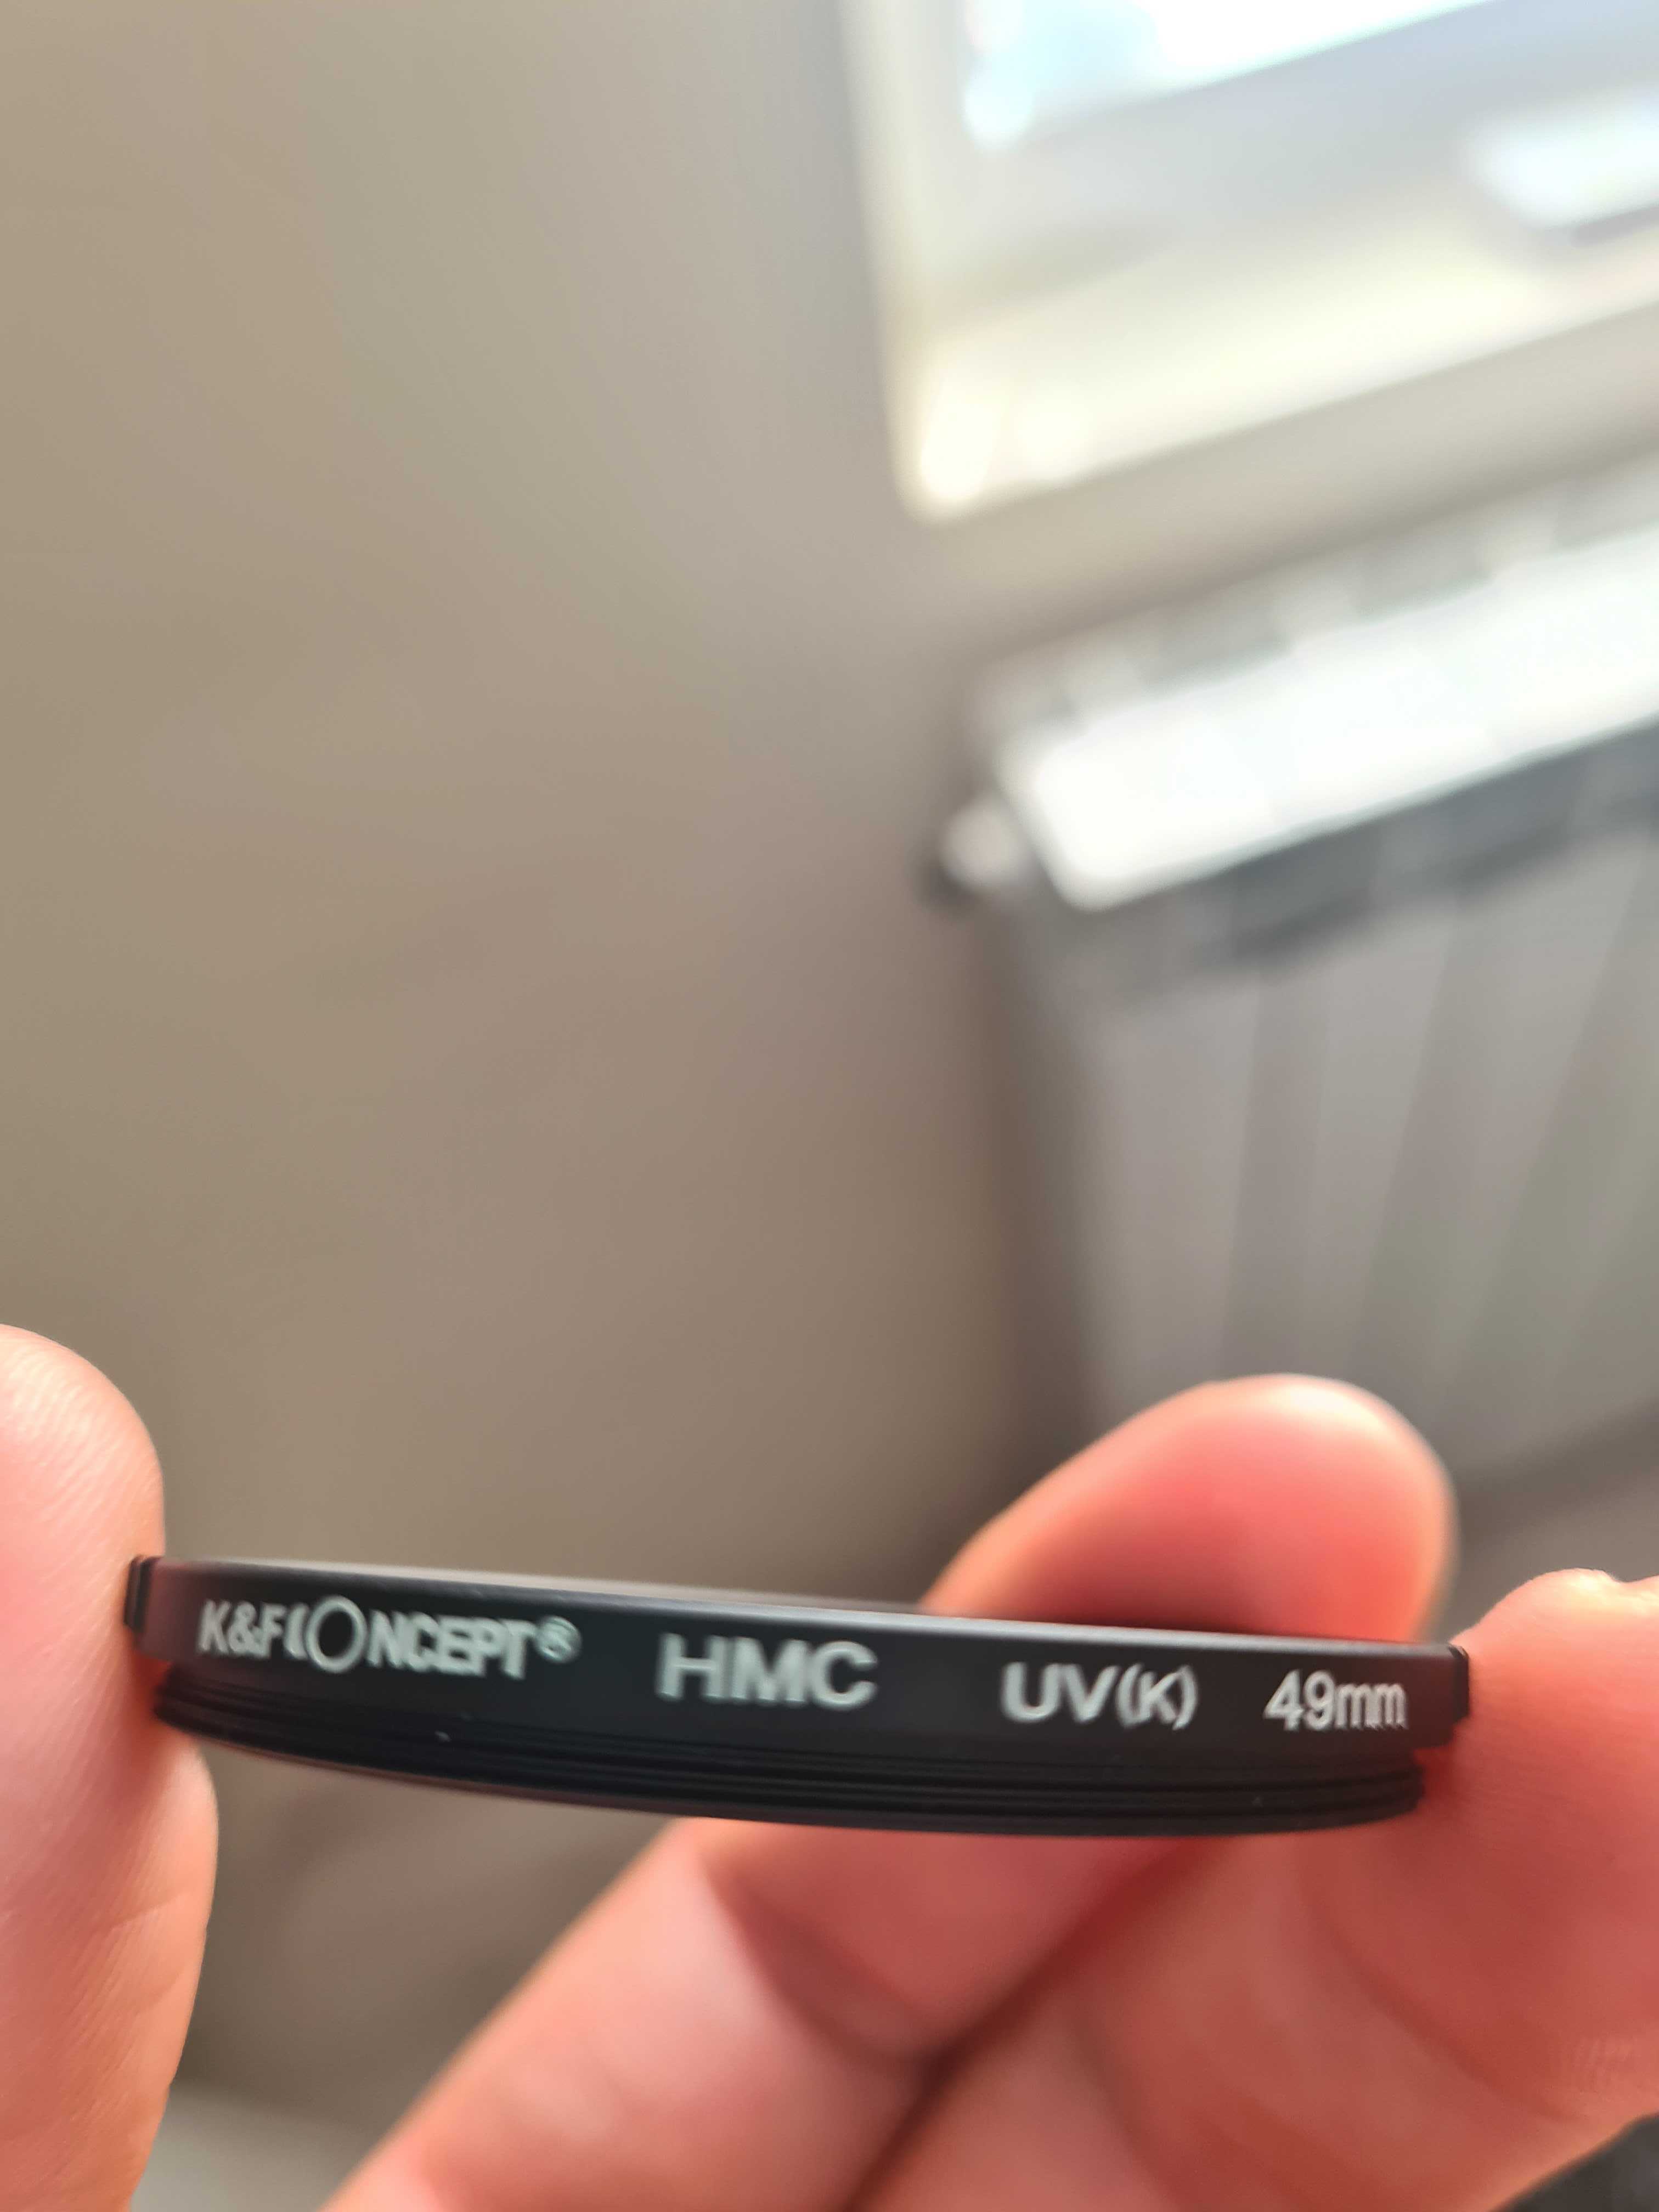 K&F CONCEPT® HMC UV(K) 49mm